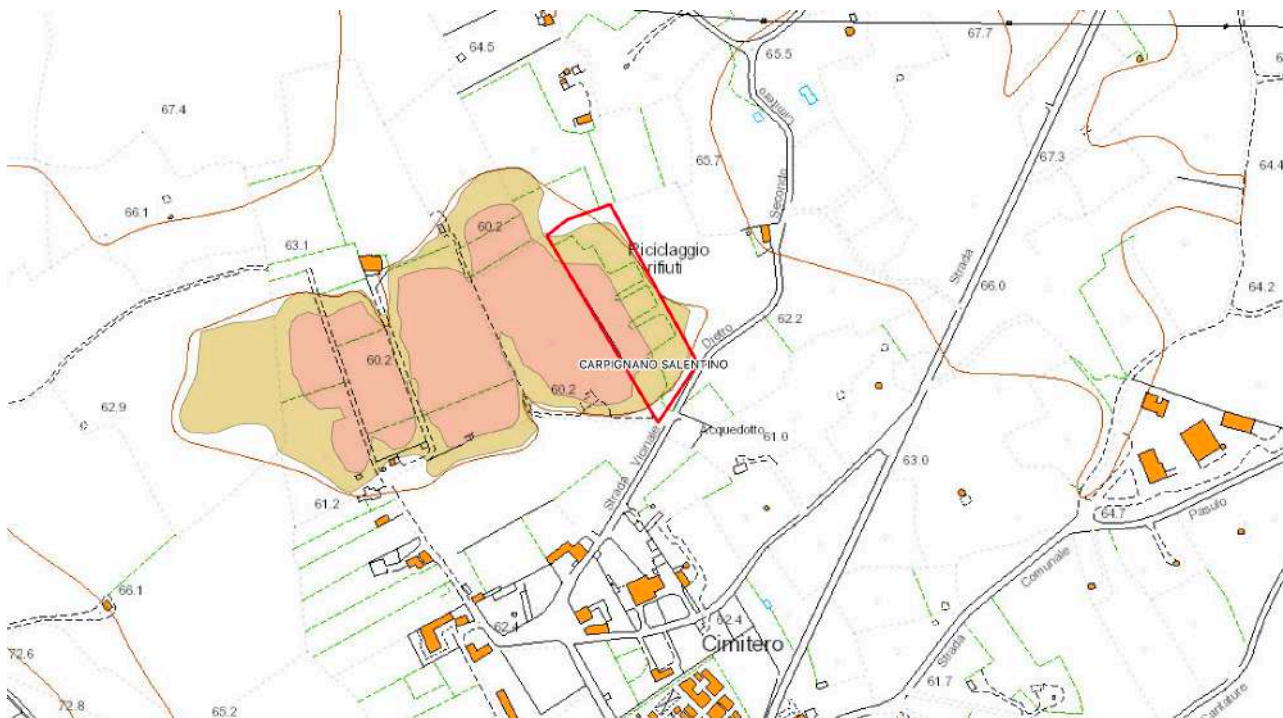 67.7
65.5
64.5
67.4
Cimitero
67.3
65.7
64.4
66.1
Secondo
60.2
63.1
Riciclaggio
rifiuti
Strada
66.0
64.2
62.2
Dietro
60.2
CARPIGNANO SALENTINO
60.2
62.9
Acquedotto
61.0
Vicinale
63.0
Strada
61.2
64.7
Pasulo
Comunale
66.1
62.4
62.4
Cimitero
Strada
72.6
61.7
72.8
65.2